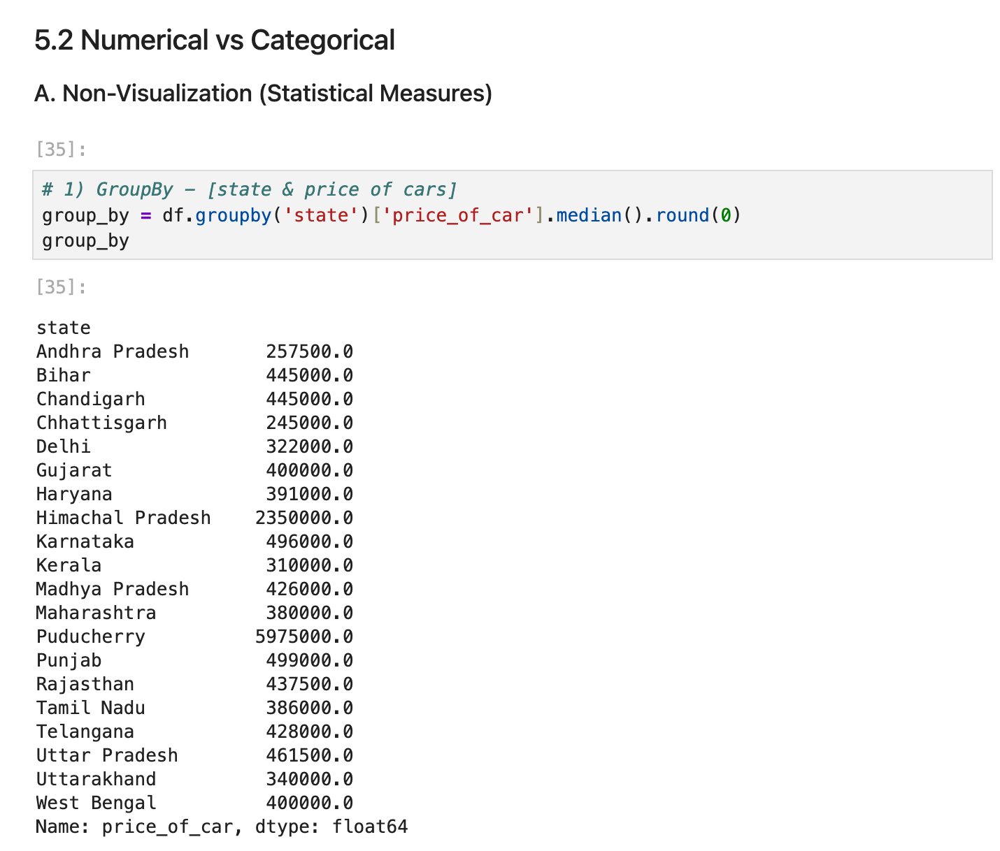 5.2 Numerical vs Categorical
A. Non-Visualization (Statistical Measures)
[35]:
# 1) GroupBy – [state & price of cars]
group_by = df.groupby('state')['price_of_car'].median().round(0)
group_by
[35]:
state
Andhra Pradesh       257500.0
Bihar                445000.0
Chandigarh           445000.0
Chhattisgarh         245000.0
Delhi                322000.0
Gujarat              400000.0
Haryana              391000.0
Himachal Pradesh    2350000.0
Karnataka            496000.0
Kerala               310000.0
Madhya Pradesh       426000.0
Maharashtra          380000.0
Puducherry          5975000.0
Punjab               499000.0
Rajasthan            437500.0
Tamil Nadu           386000.0
Telangana            428000.0
Uttar Pradesh        461500.0
Uttarakhand          340000.0
West Bengal          400000.0
Name: price_of_car, dtype: float64